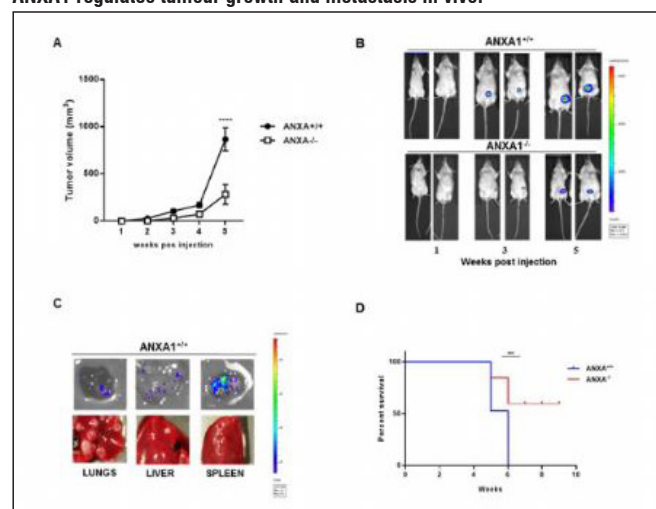 ANXA1 regulates tumour growth and metastasis in vivo.
A
1500
1000
500
0
Tumor volume (mm³)
****
ANXA+/+
ANXA-/-
1 2 3 4 5
weeks pos injection
B
ANXA1+/+
ANXA1-/-
1 3 5
Weeks post injection
C
ANXA1+/+
LUNGS LIVER SPLEEN
D
100
50
0
Percent survival
ANXA+/+
ANXA-/-
0 2 4 6 8 10
Weeks